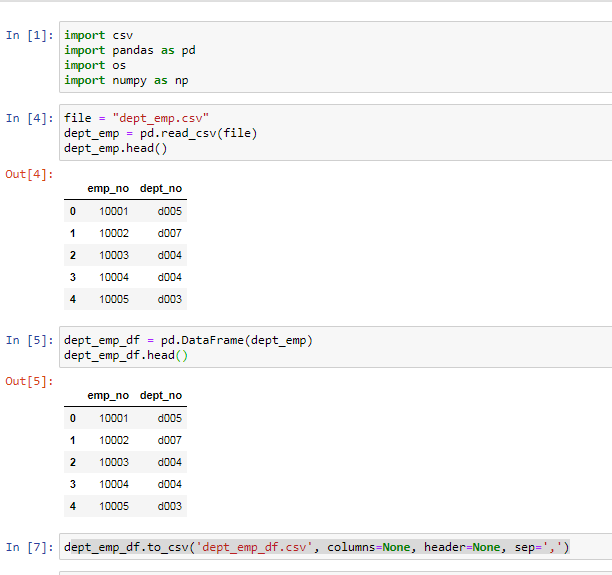 In [1]: import csv
import pandas as pd
import os
import numpy as np
In [4]: file = "dept_emp.csv"
dept_emp = pd.read_csv(file)
dept_emp.head()
Out[4]:
emp_no dept_no
0 10001 d005
1 10002 d007
2 10003 d004
3 10004 d004
4 10005 d003
In [5]: dept_emp_df = pd.DataFrame(dept_emp)
dept_emp_df.head()
Out[5]:
emp_no dept_no
0 10001 d005
1 10002 d007
2 10003 d004
3 10004 d004
4 10005 d003
In [7]: dept_emp_df.to_csv('dept_emp_df.csv', columns=None, header=None, sep=',')